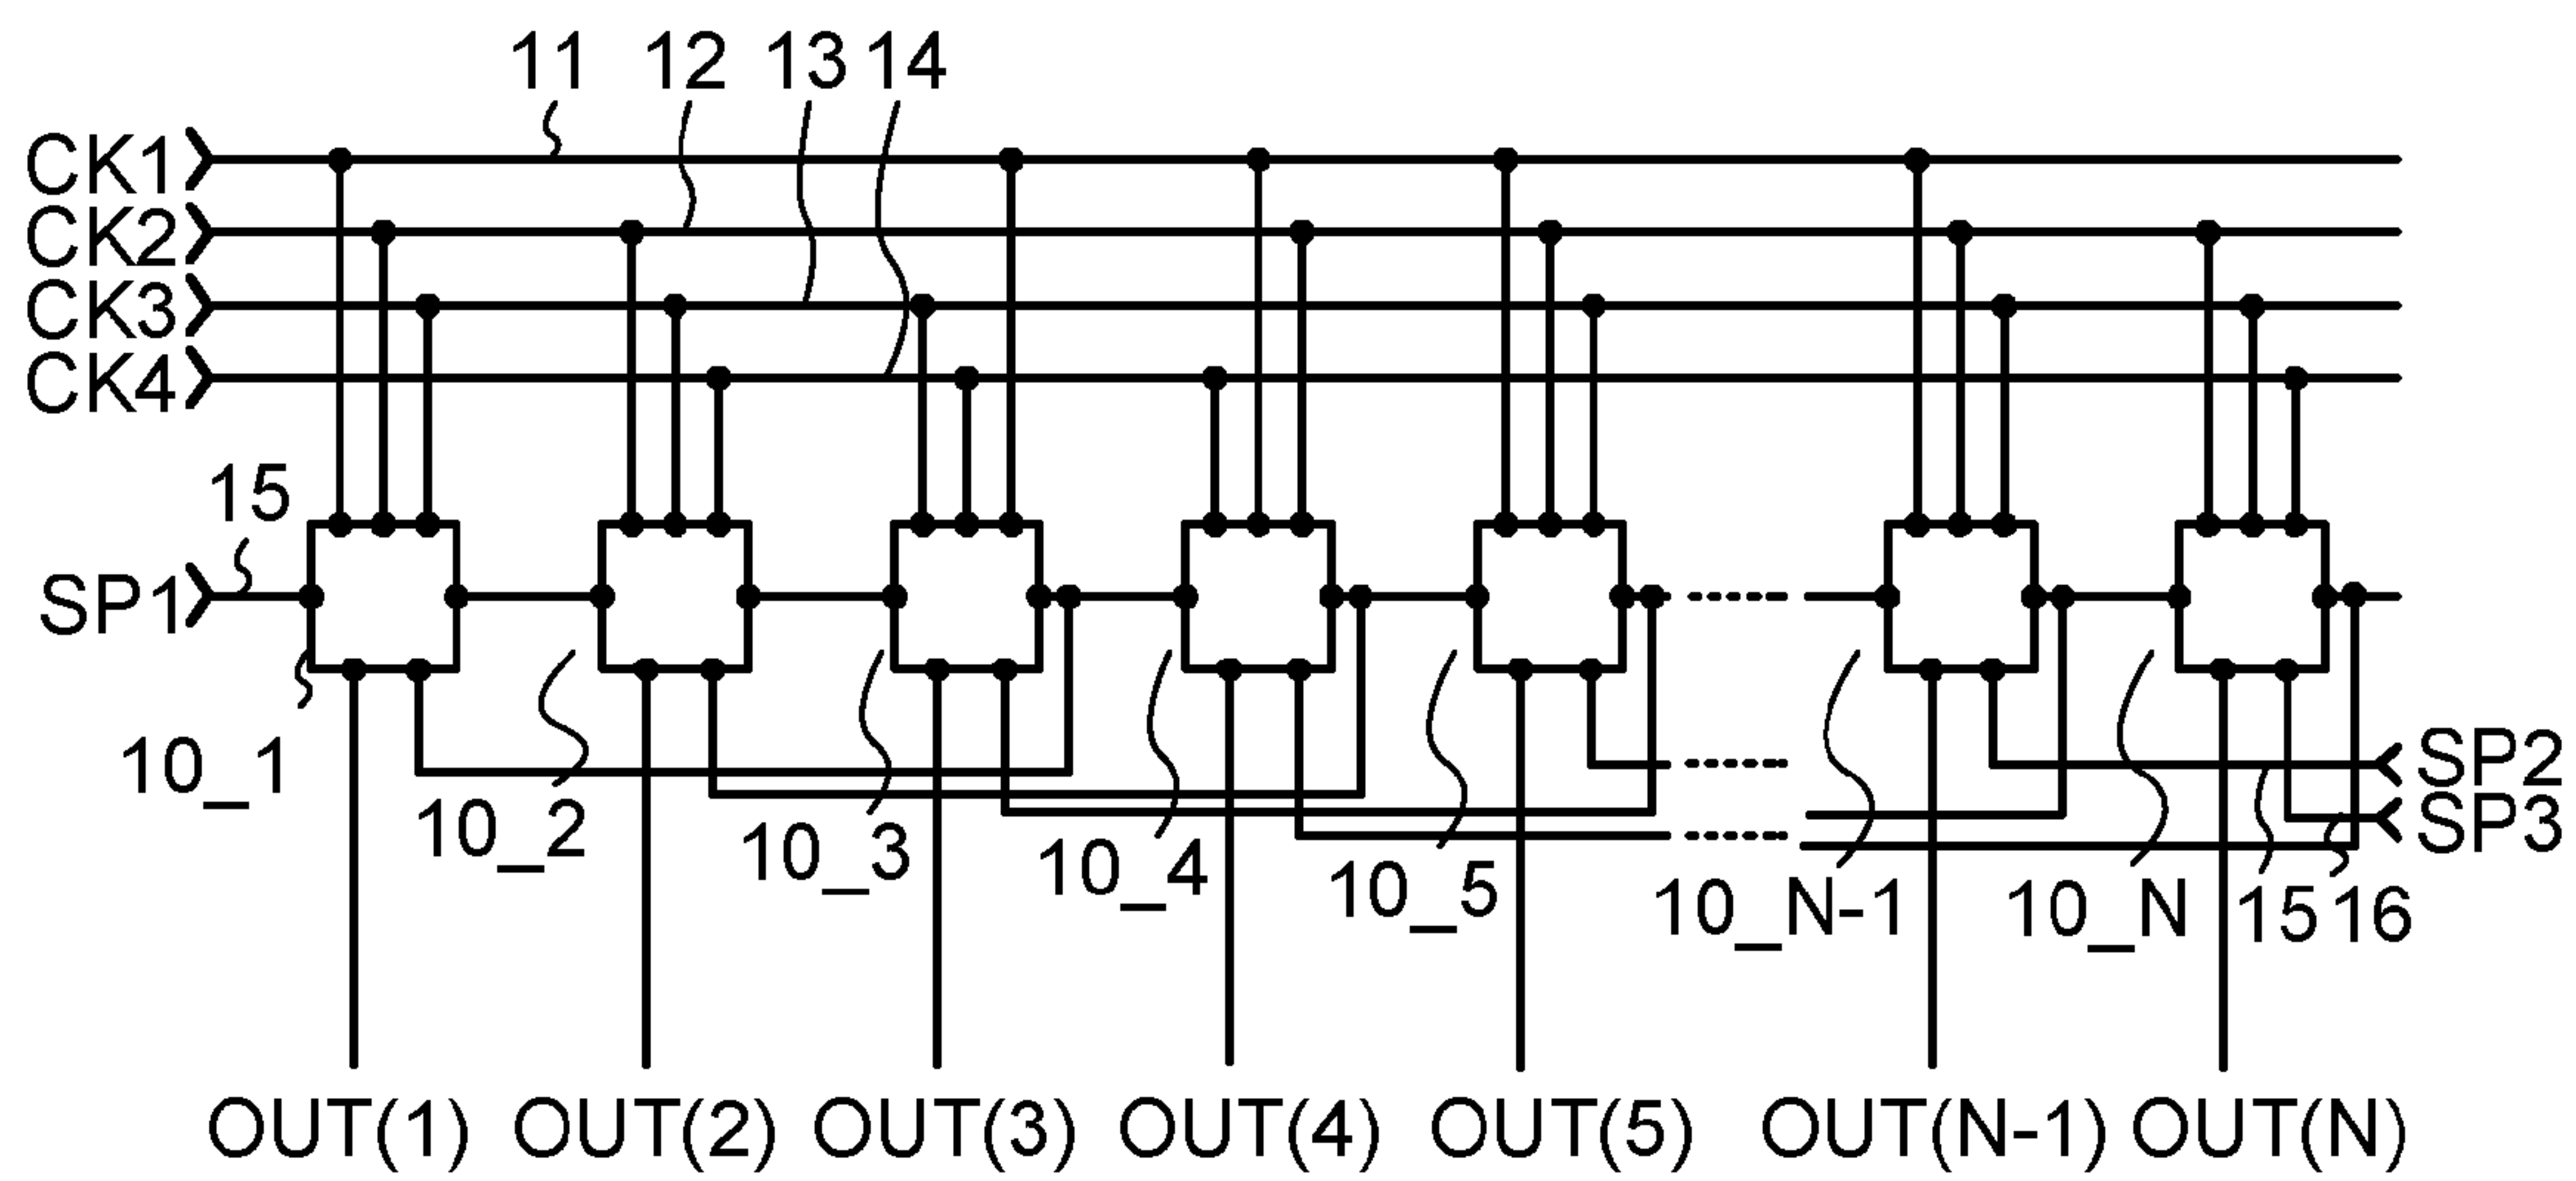 11 12 13 14
CK1
CK2
CK3
CK4
15
SP1
10_1
10_2
10_3
10_4
10_5
10_N-1
10_N
15
16
SP2
SP3
OUT(1) OUT(2) OUT(3) OUT(4) OUT(5) OUT(N-1) OUT(N)